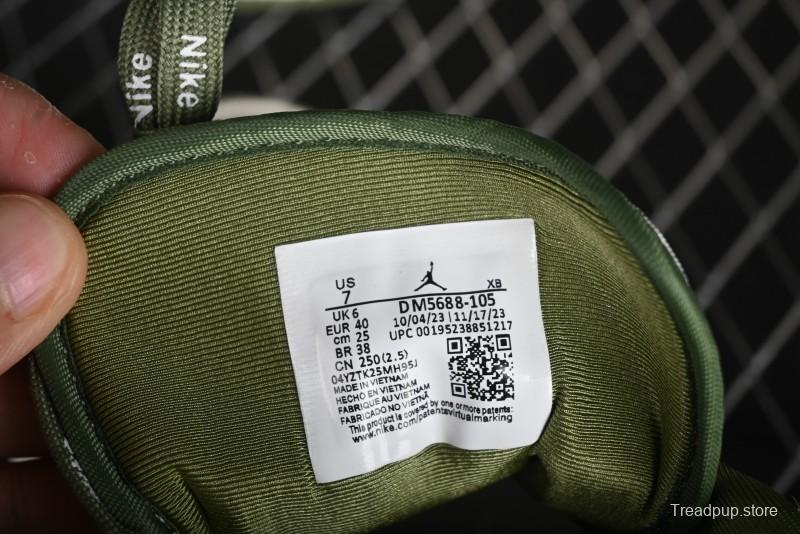 Nike
Nike
US
7
XB
UK 6
DM5688-105
EUR 40
10/04/23 | 11/17/23
cm 25
UPC 00195238851217
BR 38
CN 250(2.5)
04YZTK25MH95J
MADE IN VIETNAM
HECHO EN VIETNAM
FABRIQUE AU VIETNAM
FABRICADO NO VIETNÃ
This product is covered by one or more patents:
www.nike.com/patentsvirtualmarking
Treadpup.store